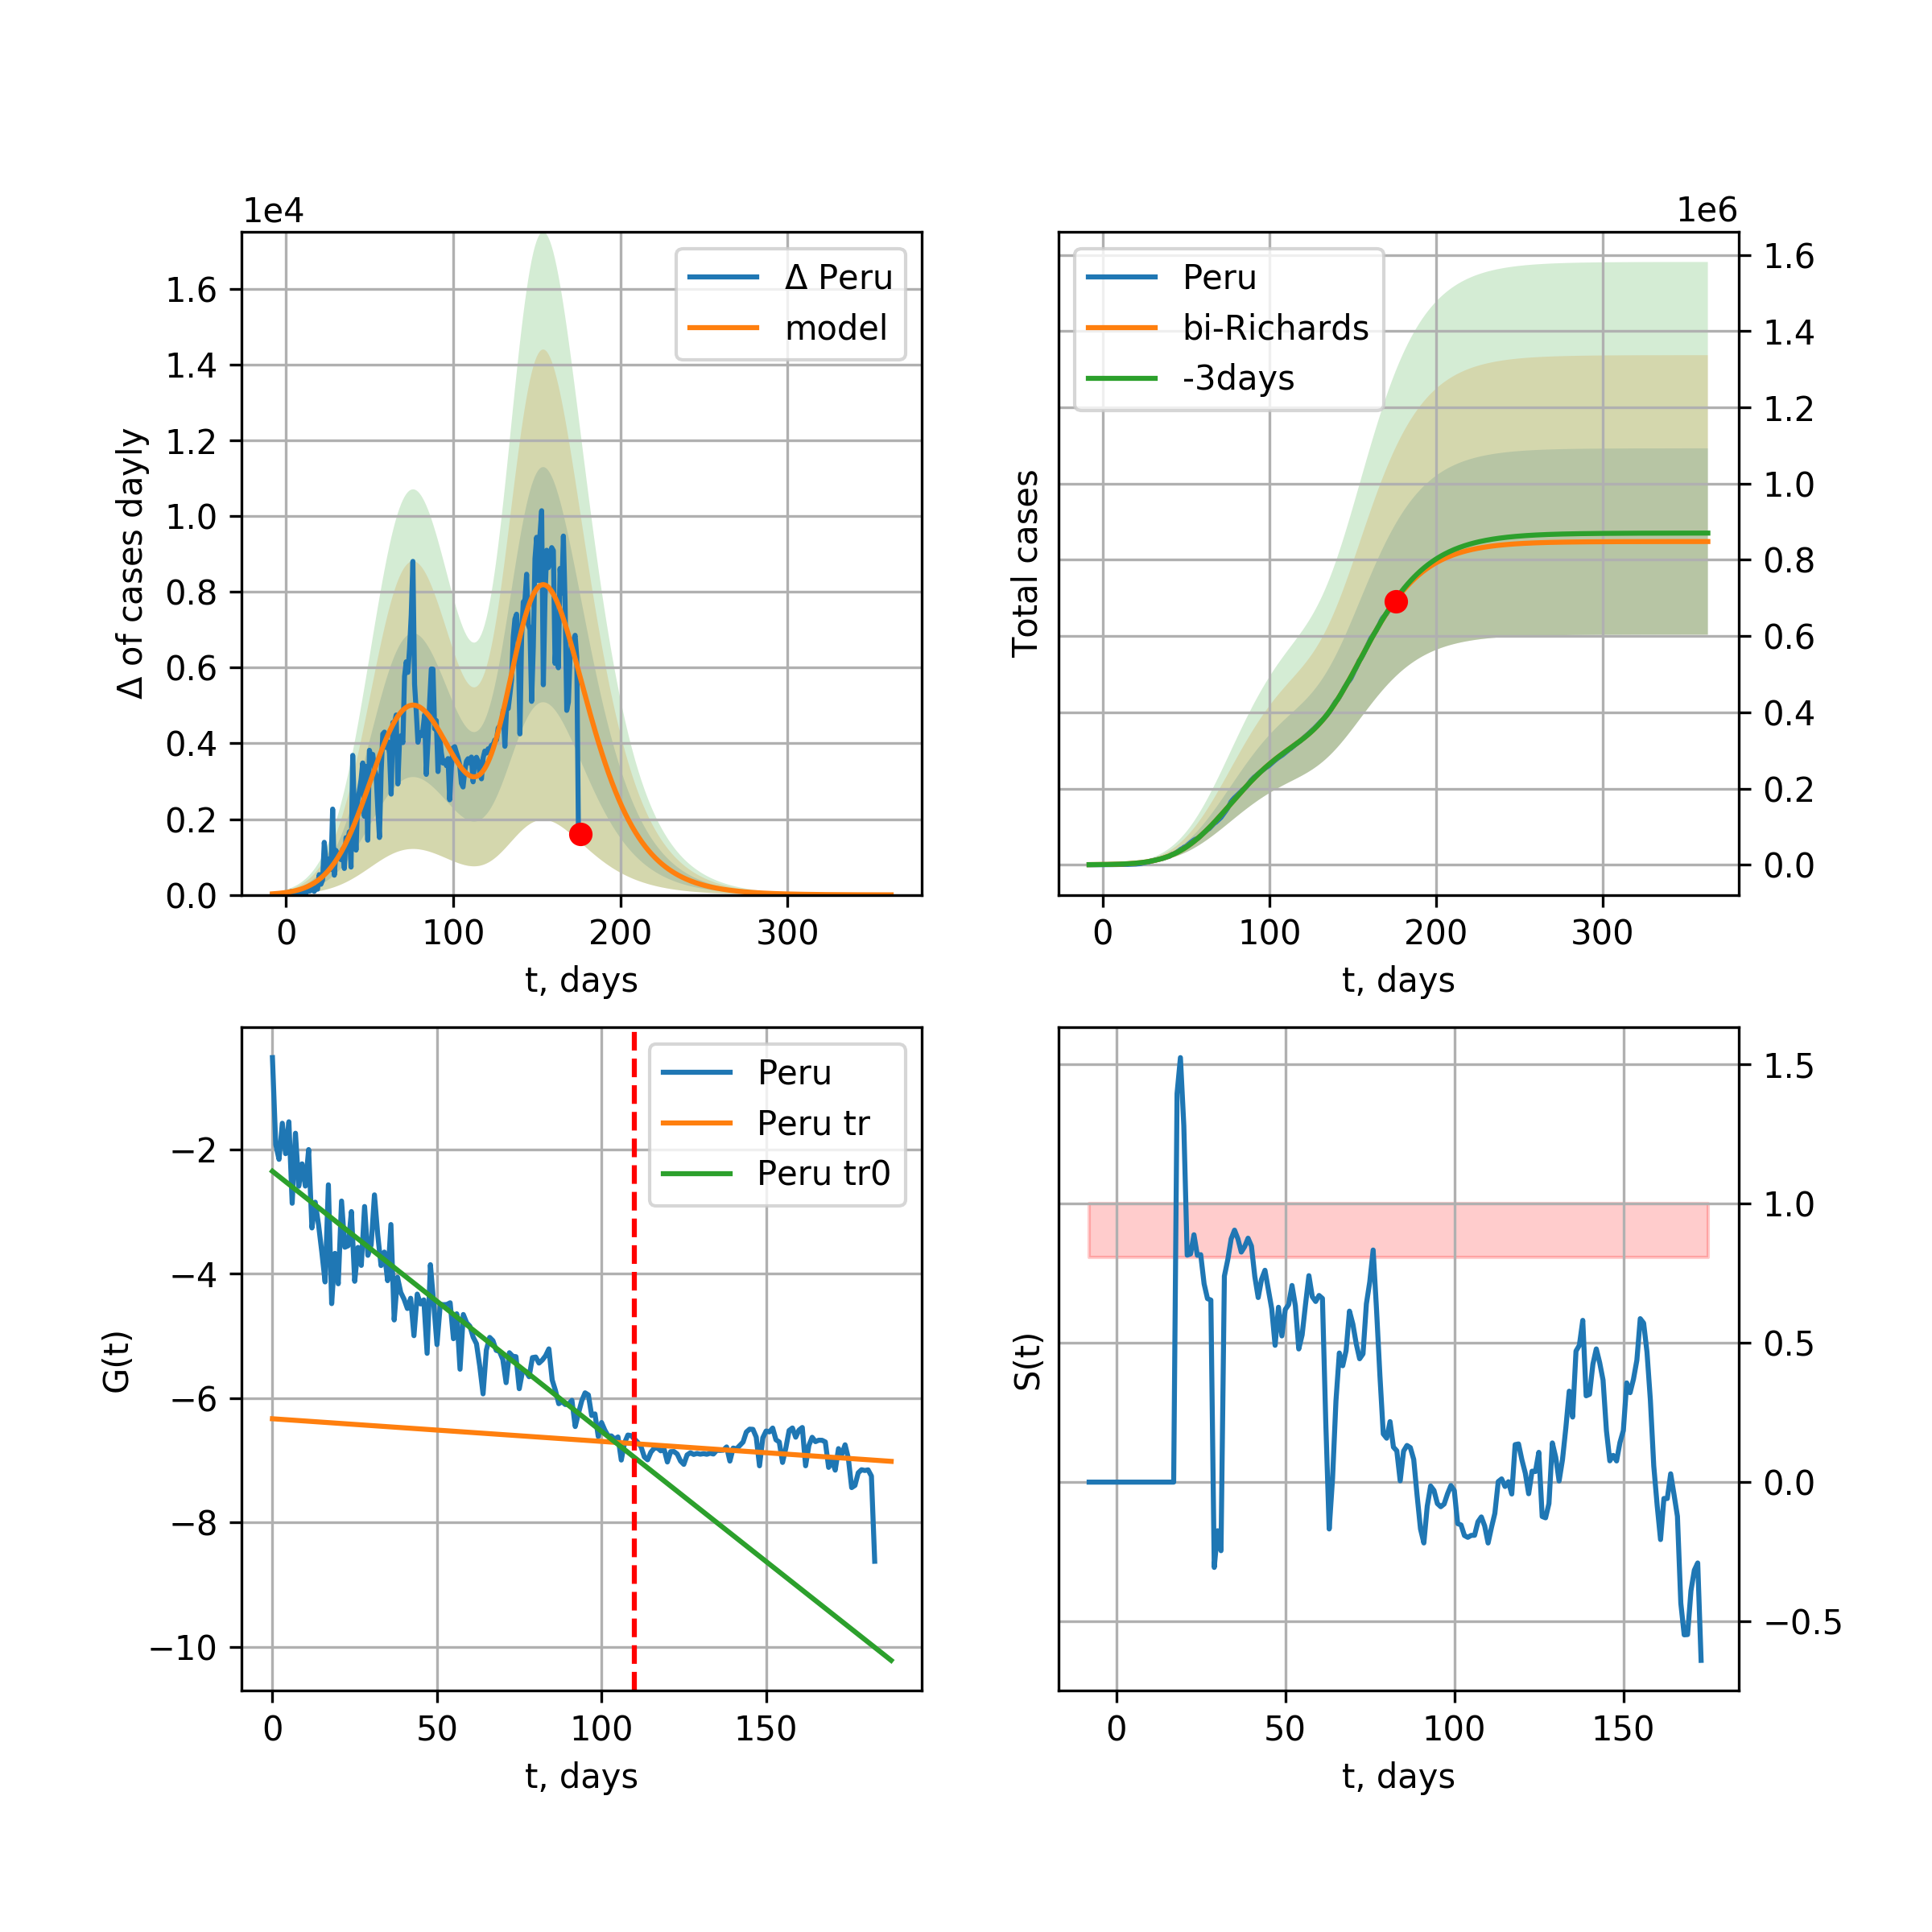 1e4
Δ of cases dayly
1.6
1.4
1.2
1.0
0.8
0.6
0.4
0.2
0.0
0 100 200 300
t, days
Δ Peru
model
1e6
Total cases
1.6
1.4
1.2
1.0
0.8
0.6
0.4
0.2
0.0
0 100 200 300
t, days
Peru
bi-Richards
-3days
G(t)
−2
−4
−6
−8
−10
0 50 100 150
t, days
Peru
Peru tr
Peru tr0
S(t)
1.5
1.0
0.5
0.0
−0.5
0 50 100 150
t, days